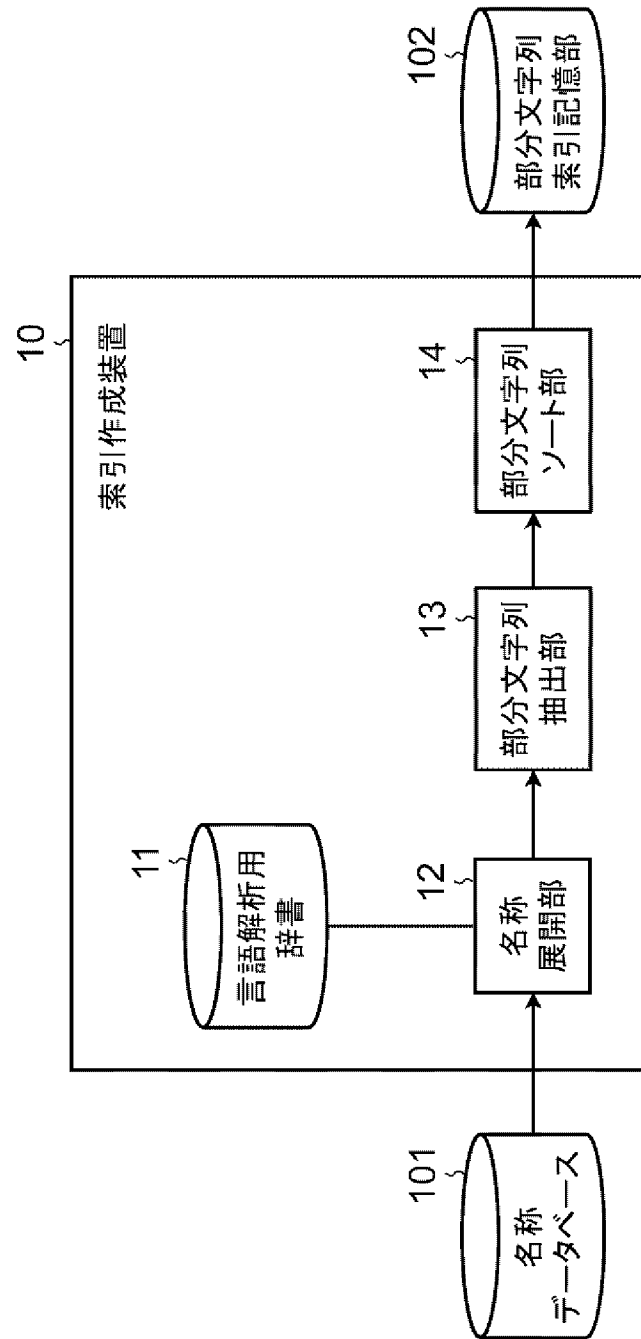 10
索引作成装置
101
名称
データベース
11
言語解析用
辞書
12
名称
展開部
13
部分文字列
抽出部
14
部分文字列
ソート部
102
部分文字列
索引記憶部